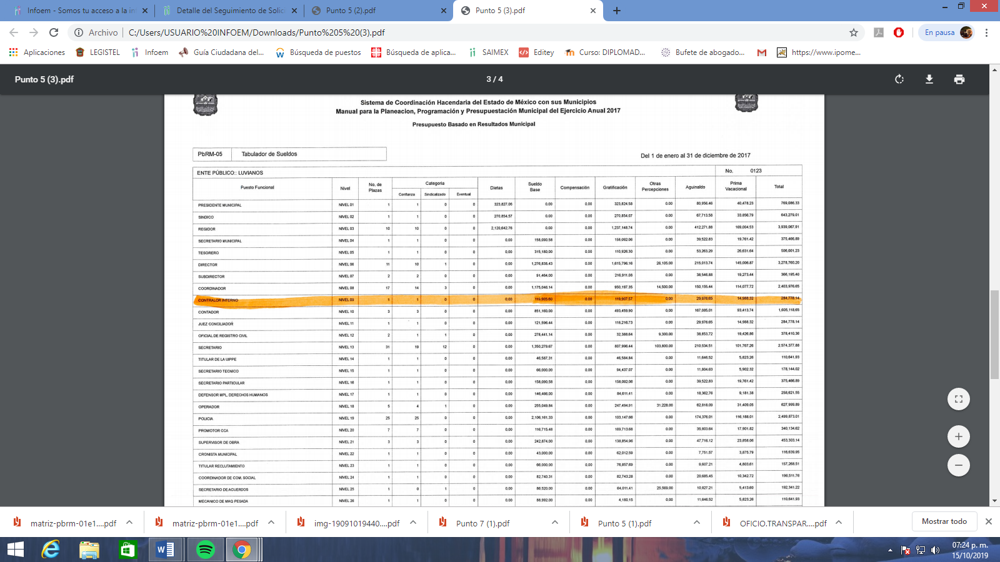 Infoem - Somos tu acceso a la in
Detalle del Seguimiento de Solic
Punto 5 (2).pdf
Punto 5 (3).pdf
Archivo C:/Users/USUARIO%20INFOEM/Downloads/Punto%205%20(3).pdf En pausa
Aplicaciones LEGISTEL Infoem Guía Ciudadana del... Búsqueda de puestos Búsqueda de aplica... SAIMEX Editey Curso: DIPLOMAD... Bufete de abogado... https://www.ipome...
Punto 5 (3).pdf 3 / 4
Sistema de Coordinación Hacendaria del Estado de México con sus Municipios
Manual para la Planeacion, Programación y Presupuestación Municipal del Ejercicio Anual 2017
Presupuesto Basado en Resultados Municipal
PbRM-05 Tabulador de Sueldos
Del 1 de enero al 31 de diciembre de 2017
ENTE PÚBLICO:: LUVIANOS No. 0123
Puesto Funcional Nivel No. de Plazas Categoria Confianza Sindicalizado Eventual Dietas Sueldo Base Compensación Gratificación Otras Percepciones Aguinaldo Prima Vacacional Total
PRESIDENTE MUNICIPAL NIVEL 01 1 1 0 0 323,827.06 0.00 0.00 323,824.58 0.00 80,956.46 40,478.23 769,086.33
SINDICO NIVEL 02 1 1 0 0 270,854.57 0.00 0.00 270,854.07 0.00 67,713.58 33,856.79 643,279.01
REGIDOR NIVEL 03 10 10 0 0 2,120,642.76 0.00 0.00 1,237,148.74 0.00 412,271.88 169,004.53 3,939,067.91
SECRETARIO MUNICIPAL NIVEL 04 1 1 0 0 0.00 158,090.58 0.00 158,092.06 0.00 39,522.83 19,761.42 375,466.89
TESORERO NIVEL 05 1 1 0 0 0.00 315,180.00 0.00 110,926.30 0.00 53,263.29 26,631.64 506,001.23
DIRECTOR NIVEL 06 11 10 1 0 0.00 1,276,838.43 0.00 1,615,796.16 26,105.00 215,013.74 145,006.87 3,278,760.20
SUBDIRECTOR NIVEL 07 2 2 0 0 0.00 91,464.00 0.00 216,911.08 0.00 38,546.88 19,273.44 366,195.40
COORDINADOR NIVEL 08 17 14 3 0 0.00 1,175,046.14 0.00 950,197.35 14,500.00 150,155.44 114,077.72 2,403,976.65
CONTRALOR INTERNO NIVEL 09 1 1 0 0 0.00 119,905.60 0.00 119,907.57 0.00 29,976.65 14,988.32 284,778.14
CONTADOR NIVEL 10 3 3 0 0 0.00 851,160.00 0.00 493,459.90 0.00 167,085.01 93,413.74 1,605,118.65
JUEZ CONCILIADOR NIVEL 11 1 1 0 0 0.00 121,596.44 0.00 118,216.73 0.00 29,976.65 14,988.32 284,778.14
OFICIAL DE REGISTRO CIVIL NIVEL 12 2 1 1 0 0.00 278,441.14 0.00 32,388.64 9,300.00 38,853.72 19,426.86 378,410.36
SECRETARIO NIVEL 13 31 19 12 0 0.00 1,350,279.67 0.00 807,996.44 103,800.00 210,534.51 101,767.26 2,574,377.88
TITULAR DE LA UIPPE NIVEL 14 1 1 0 0 0.00 46,587.31 0.00 46,584.84 0.00 11,646.52 5,823.26 110,641.93
SECRETARIO TECNICO NIVEL 15 1 1 0 0 0.00 66,000.00 0.00 94,437.07 0.00 11,804.63 5,902.32 178,144.02
SECRETARIO PARTICULAR NIVEL 16 1 1 0 0 0.00 158,090.58 0.00 158,092.06 0.00 39,522.83 19,761.42 375,466.89
DEFENSOR MPL. DERECHOS HUMANOS NIVEL 17 1 1 0 0 0.00 146,466.00 0.00 84,611.41 0.00 18,362.76 9,181.38 258,621.55
OPERADOR NIVEL 18 5 4 1 0 0.00 255,049.84 0.00 247,494.91 31,228.00 62,818.09 31,409.05 627,999.89
POLICIA NIVEL 19 25 25 0 0 0.00 2,106,161.33 0.00 103,147.66 0.00 174,376.01 116,188.01 2,499,873.01
PROMOTOR CCA NIVEL 20 7 7 0 0 0.00 116,715.48 0.00 169,713.68 0.00 35,803.64 17,901.82 340,134.62
SUPERVISOR DE OBRA NIVEL 21 3 3 0 0 0.00 242,874.00 0.00 138,854.96 0.00 47,716.12 23,858.06 453,303.14
CRONISTA MUNICIPAL NIVEL 22 1 1 0 0 0.00 43,000.00 0.00 62,012.59 0.00 7,751.57 3,875.79 116,639.95
TITULAR RECLUTAMIENTO NIVEL 23 1 1 0 0 0.00 66,000.00 0.00 76,857.69 0.00 9,607.21 4,803.61 157,268.51
COORDINADOR DE COM. SOCIAL NIVEL 24 1 1 0 0 0.00 82,740.31 0.00 82,743.28 0.00 20,685.45 10,342.72 196,511.76
SECRETARIO DE ACUERDOS NIVEL 25 1 0 1 0 0.00 86,520.00 0.00 64,011.41 25,569.00 10,827.21 5,413.60 192,341.22
MECANICO DE MAQ PESADA NIVEL 26 1 1 0 0 0.00 88,992.00 0.00 4,180.15 0.00 11,646.52 5,823.26 110,641.93
matriz-pbrm-01e1....pdf matriz-pbrm-01e1....pdf img-19091019440....pdf Punto 7 (1).pdf Punto 5 (1).pdf OFICIO.TRANSPAR....pdf Mostrar todo
07:24 p. m.
15/10/2019